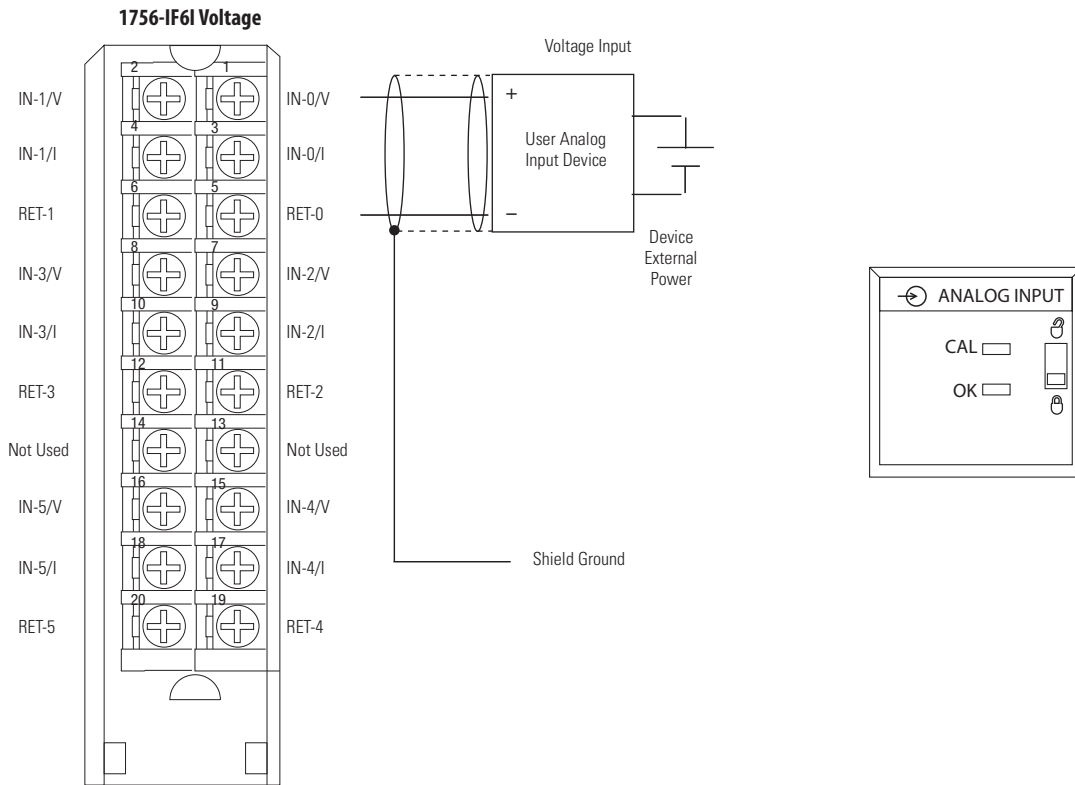 1756-IF6I Voltage
Voltage Input
2 1
IN-1/V IN-0/V
+
4 3
IN-1/I IN-0/I
User Analog
Input Device
6 5
RET-1 RET-0
−
8 7
IN-3/V IN-2/V
Device
External
Power
10 9
IN-3/I IN-2/I
12 11
RET-3 RET-2
14 13
Not Used Not Used
16 15
IN-5/V IN-4/V
18 17
IN-5/I IN-4/I
Shield Ground
20 19
RET-5 RET-4
ANALOG INPUT
CAL
OK